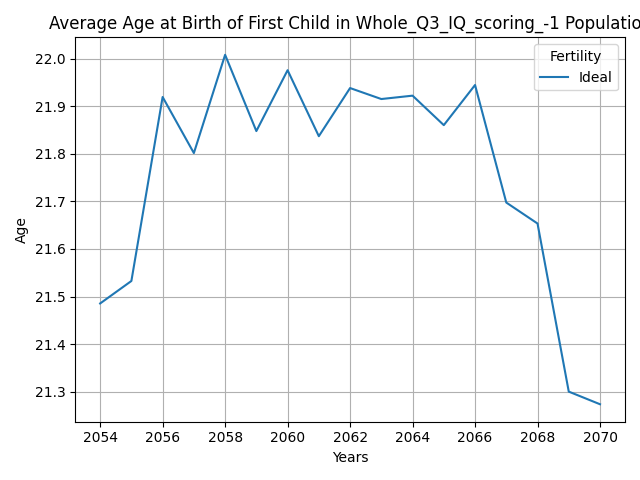 Average Age at Birth of First Child in Whole_Q3_IQ_scoring_-1 Populatio
Fertility
Ideal
22.0
21.9
21.8
21.7
21.6
21.5
21.4
21.3
Age
2054 2056 2058 2060 2062 2064 2066 2068 2070
Years